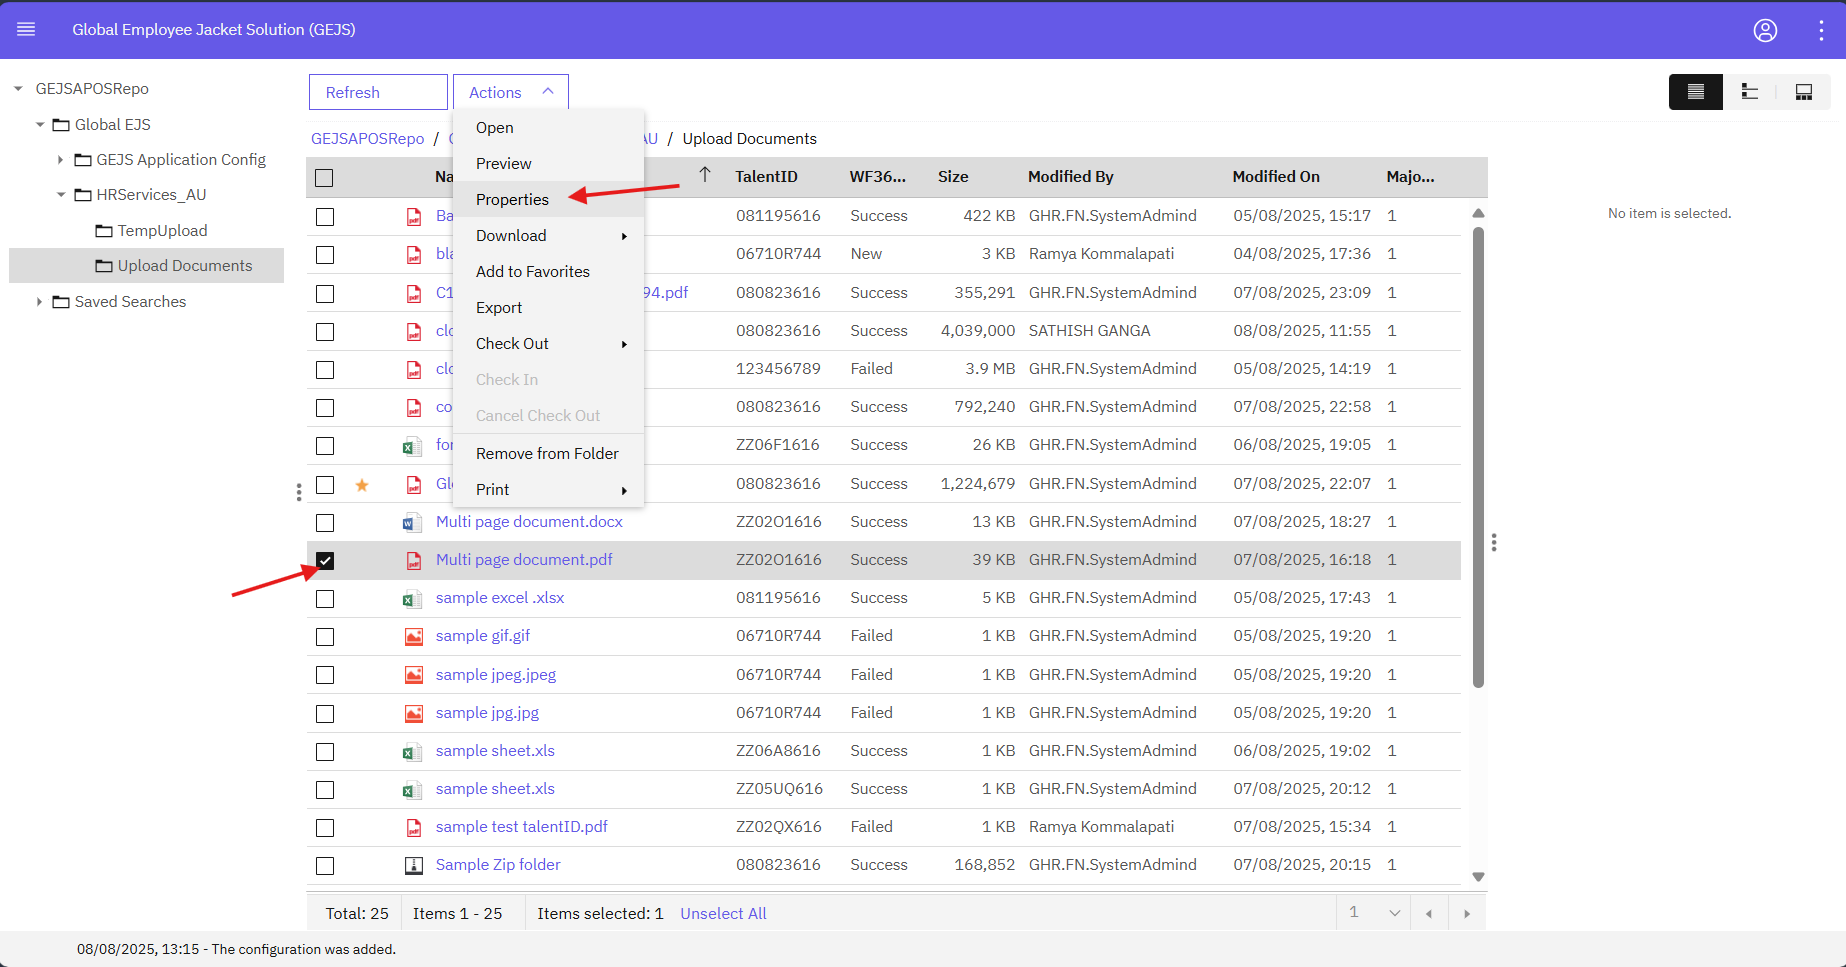 Global Employee Jacket Solution (GEJS)
GEJSAPOSRepo
Global EJS
GEJS Application Config
HRServices_AU
TempUpload
Upload Documents
Saved Searches
Refresh
Actions
Open
Preview
Properties
Download
Add to Favorites
Export
Check Out
Check In
Cancel Check Out
Remove from Folder
Print
GEJSAPOSRepo / AU / Upload Documents
Na TalentID WF36... Size Modified By Modified On Majo...
Ba 081195616 Success 422 KB GHR.FN.SystemAdmind 05/08/2025, 15:17 1
bla 06710R744 New 3 KB Ramya Kommalapati 04/08/2025, 17:36 1
C1 94.pdf 080823616 Success 355,291 GHR.FN.SystemAdmind 07/08/2025, 23:09 1
clo 080823616 Success 4,039,000 SATHISH GANGA 08/08/2025, 11:55 1
clo 123456789 Failed 3.9 MB GHR.FN.SystemAdmind 05/08/2025, 14:19 1
co 080823616 Success 792,240 GHR.FN.SystemAdmind 07/08/2025, 22:58 1
for ZZ06F1616 Success 26 KB GHR.FN.SystemAdmind 06/08/2025, 19:05 1
Glo 080823616 Success 1,224,679 GHR.FN.SystemAdmind 07/08/2025, 22:07 1
Multi page document.docx ZZ02O1616 Success 13 KB GHR.FN.SystemAdmind 07/08/2025, 18:27 1
Multi page document.pdf ZZ02O1616 Success 39 KB GHR.FN.SystemAdmind 07/08/2025, 16:18 1
sample excel .xlsx 081195616 Success 5 KB GHR.FN.SystemAdmind 05/08/2025, 17:43 1
sample gif.gif 06710R744 Failed 1 KB GHR.FN.SystemAdmind 05/08/2025, 19:20 1
sample jpeg.jpeg 06710R744 Failed 1 KB GHR.FN.SystemAdmind 05/08/2025, 19:20 1
sample jpg.jpg 06710R744 Failed 1 KB GHR.FN.SystemAdmind 05/08/2025, 19:20 1
sample sheet.xls ZZ06A8616 Success 1 KB GHR.FN.SystemAdmind 06/08/2025, 19:02 1
sample sheet.xls ZZ05UQ616 Success 1 KB GHR.FN.SystemAdmind 07/08/2025, 20:12 1
sample test talentID.pdf ZZ02QX616 Failed 1 KB Ramya Kommalapati 07/08/2025, 15:34 1
Sample Zip folder 080823616 Success 168,852 GHR.FN.SystemAdmind 07/08/2025, 20:15 1
No item is selected.
Total: 25 Items 1 - 25 Items selected: 1 Unselect All 1
08/08/2025, 13:15 - The configuration was added.